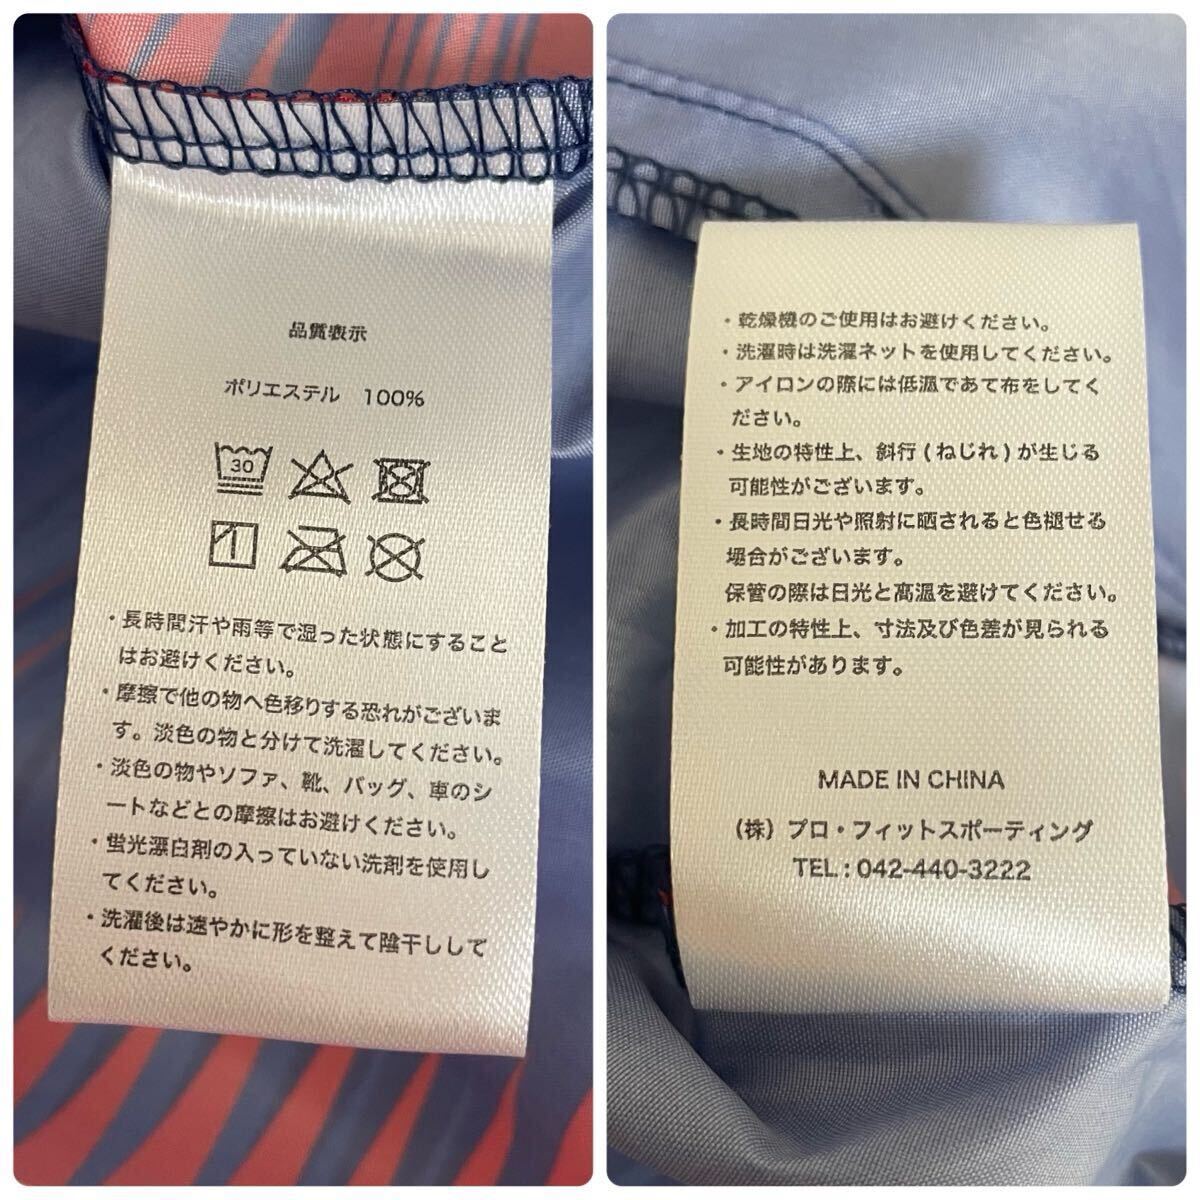 品質表示
ポリエステル 100%
30
・長時間汗や雨等で湿った状態にすること
はお避けください。
・摩擦で他の物へ色移りする恐れがございま
す。淡色の物と分けて洗濯してください。
・淡色の物やソファ、靴、バッグ、車のシ
ートなどとの摩擦はお避けください。
・蛍光漂白剤の入っていない洗剤を使用し
てください。
・洗濯後は速やかに形を整えて陰干しして
ください。
・乾燥機のご使用はお避けください。
・洗濯時は洗濯ネットを使用してください。
・アイロンの際には低温であて布をしてく
ださい。
・生地の特性上、斜行(ねじれ)が生じる
可能性がございます。
・長時間日光や照射に晒されると色褪せる
場合がございます。
保管の際は日光と高温を避けてください。
・加工の特性上、寸法及び色差が見られる
可能性があります。
MADE IN CHINA
(株)プロ・フィットスポーティング
TEL : 042-440-3222